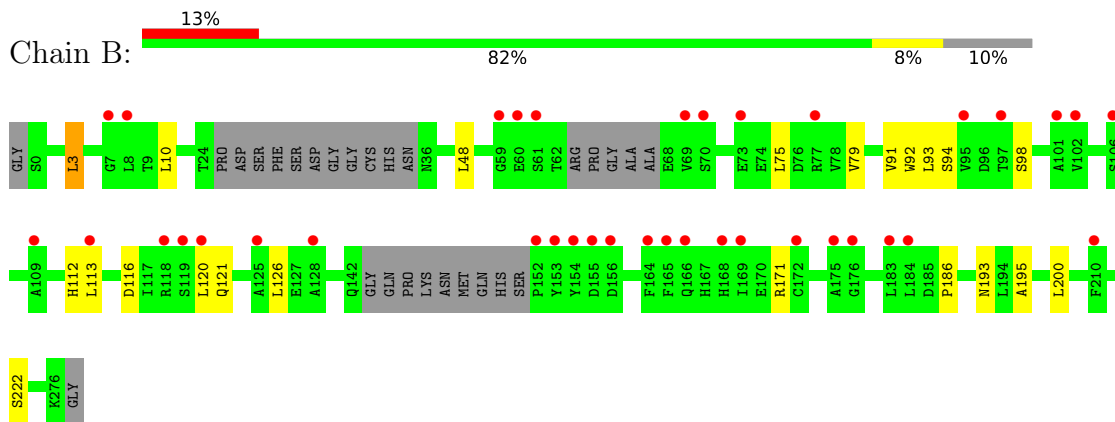 13%
Chain B:
82% 8% 10%
GLY S0 L3 G7 L8 T9 L10 T24 PRO ASP SER PHE SER ASP GLY GLY CYS HIS ASN N36 L48 G59 E60 S61 T62 ARG PRO GLY ALA ALA E68 V69 S70 E73 E74 L75 D76 R77 V78 V79 V91 W92 L93 S94 V95 D96 T97 S98 A101 V102 S106
A109 H112 L113 D116 I117 R118 S119 L120 Q121 A125 L126 E127 A128 Q142 GLY GLN PRO LYS ASN MET GLN HIS SER P152 Y153 Y154 D155 D156 F164 F165 Q166 H167 H168 I169 E170 R171 C172 A175 G176 L183 L184 D185 P186 N193 L194 A195 L200 F210
S222 K276 GLY